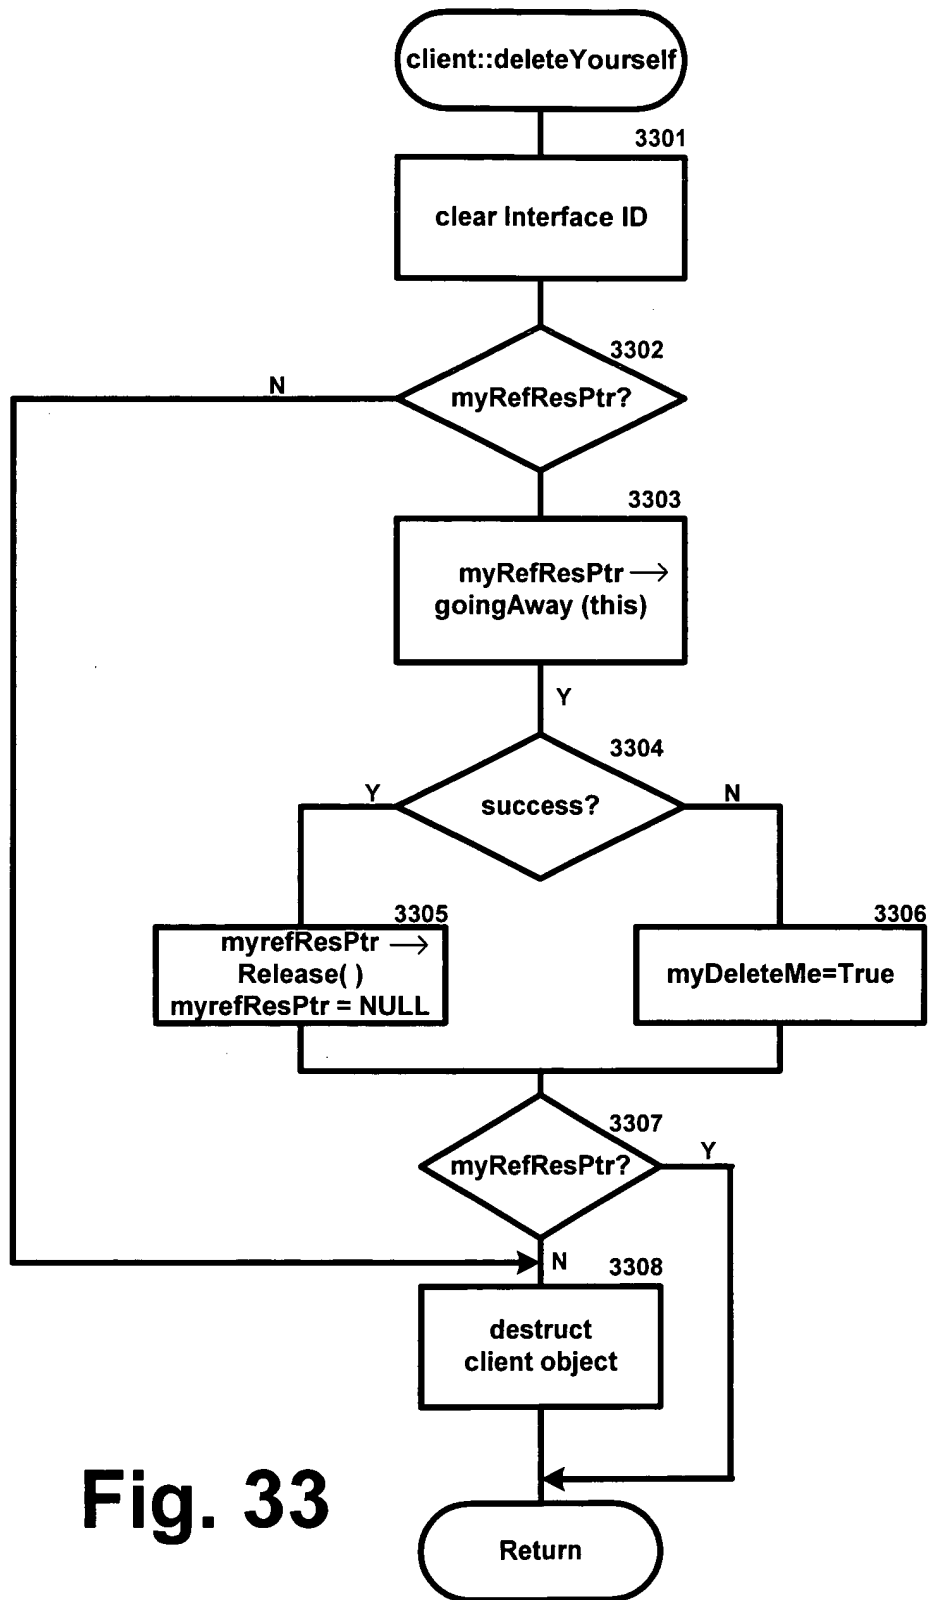 client::deleteYourself
3301
clear Interface ID
3302
N
myRefResPtr?
3303
myRefResPtr →
goingAway (this)
Y
3304
Y
success?
N
3305
myrefResPtr →
Release( )
myrefResPtr = NULL
3306
myDeleteMe=True
3307
myRefResPtr?
Y
N
3308
destruct
client object
Fig. 33
Return